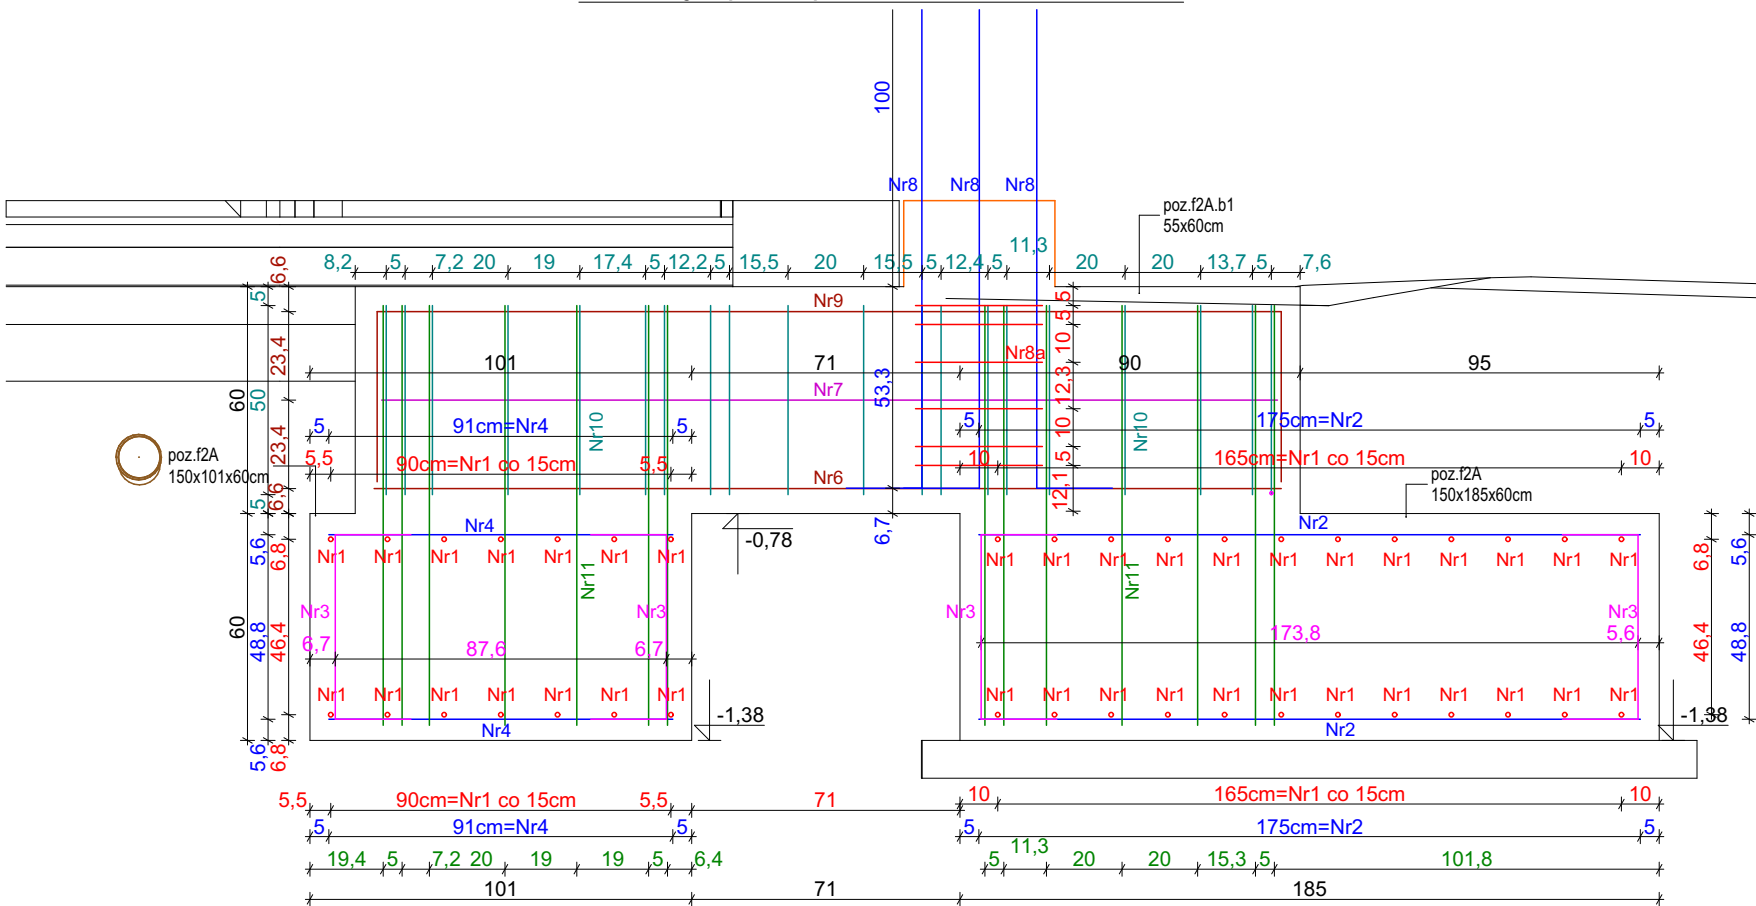 100
Nr8 Nr8 Nr8
poz.f2A.b1
55x60cm
8,2 5 7,2 20 19 17,4 5 12,2 5 15,5 20 15,5 5 12,4 5 11,3 20 20 13,7 5 7,6
6,6
5
Nr9
5
5
23,4
101 71 Nr8a 90 95
10
60
50
53,3
12,3
Nr7
5 91cm=Nr4 5 Nr10 5 Nr10 175cm=Nr2 5
poz.f2A
150x101x60cm
23,4
10
5,5 90cm=Nr1 co 15cm 5,5 10 165cm=Nr1 co 15cm 10
5
Nr6
poz.f2A
150x185x60cm
6,6
5
12,1
6,7
Nr4 -0,78 Nr2
5,6
6,8
6,8
5,6
Nr1 Nr1 Nr1 Nr1 Nr1 Nr1 Nr1 Nr1 Nr1 Nr1 Nr1 Nr1 Nr1 Nr1 Nr1 Nr1 Nr1 Nr1 Nr1
Nr11 Nr11
Nr3 Nr3 Nr3 Nr3
60
48,8
46,4
46,4
48,8
6,7 87,6 6,7 173,8 5,6
Nr1 Nr1 Nr1 Nr1 Nr1 Nr1 Nr1 Nr1 Nr1 Nr1 Nr1 Nr1 Nr1 Nr1 Nr1 Nr1 Nr1 Nr1 Nr1
-1,38 -1,38
Nr4 Nr2
5,6
6,8
5,5 90cm=Nr1 co 15cm 5,5 71 10 165cm=Nr1 co 15cm 10
5 91cm=Nr4 5 5 175cm=Nr2 5
19,4 5 7,2 20 19 19 5 6,4 5 11,3 20 20 15,3 5 101,8
101 71 185